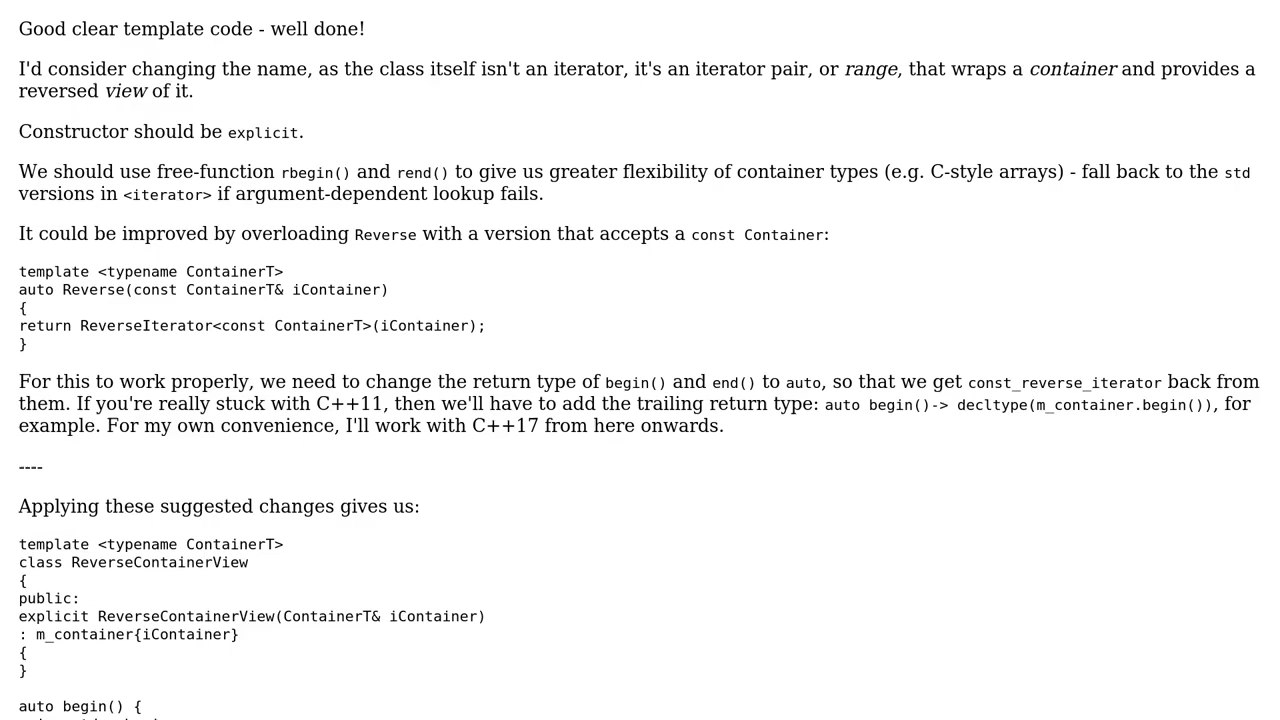 Good clear template code - well done!
I'd consider changing the name, as the class itself isn't an iterator, it's an iterator pair, or range, that wraps a container and provides a
reversed view of it.
Constructor should be explicit.
We should use free-function rbegin() and rend() to give us greater flexibility of container types (e.g. C-style arrays) - fall back to the std
versions in <iterator> if argument-dependent lookup fails.
It could be improved by overloading Reverse with a version that accepts a const Container:
template <typename ContainerT>
auto Reverse(const ContainerT& iContainer)
{
return ReverseIterator<const ContainerT>(iContainer);
}
For this to work properly, we need to change the return type of begin() and end() to auto, so that we get const_reverse_iterator back from
them. If you're really stuck with C++11, then we'll have to add the trailing return type: auto begin()-> decltype(m_container.begin()), for
example. For my own convenience, I'll work with C++17 from here onwards.
----
Applying these suggested changes gives us:
template <typename ContainerT>
class ReverseContainerView
{
public:
explicit ReverseContainerView(ContainerT& iContainer)
: m_container{iContainer}
{
}
auto begin() {